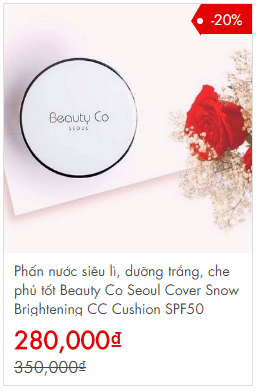 -20%
Beauty Co
SEOUL
Phấn nước siêu lì, dưỡng trắng, che
phủ tốt Beauty Co Seoul Cover Snow
Brightening CC Cushion SPF50
280,000₫
350,000₫